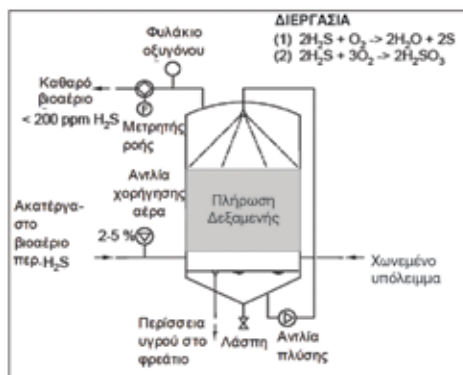 ΔΙΕΡΓΑΣΙΑ
(1) 2H₂S + O₂ -> 2H₂O + 2S
(2) 2H₂S + 3O₂ -> 2H₂SO₃
Φυλάκιο
οξυγόνου
Καθαρό
βιοαέριο
< 200 ppm H₂S
F
Μετρητής
ροής
Αντλία
χορήγησης
αέρα
Πλήρωση
Δεξαμενής
Ακατέργα-
στο
βιοαέριο
περ.H₂S
2-5 %
Χωνεμένο
υπόλειμμα
Περίσσεια
υγρού στο
φρεάτιο
Λάσπη
Αντλία
πλύσης